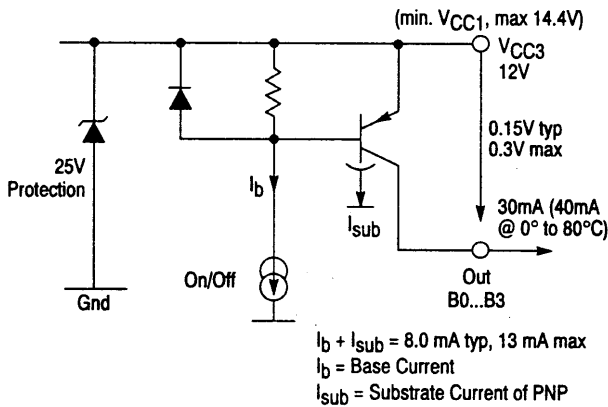 (min. VCC1, max 14.4V)
VCC3
12V
0.15V typ
0.3V max
25V
Protection
Ib
Isub
30mA (40mA
@ 0° to 80°C)
On/Off
Out
B0...B3
Gnd
Ib + Isub = 8.0 mA typ, 13 mA max
Ib = Base Current
Isub = Substrate Current of PNP